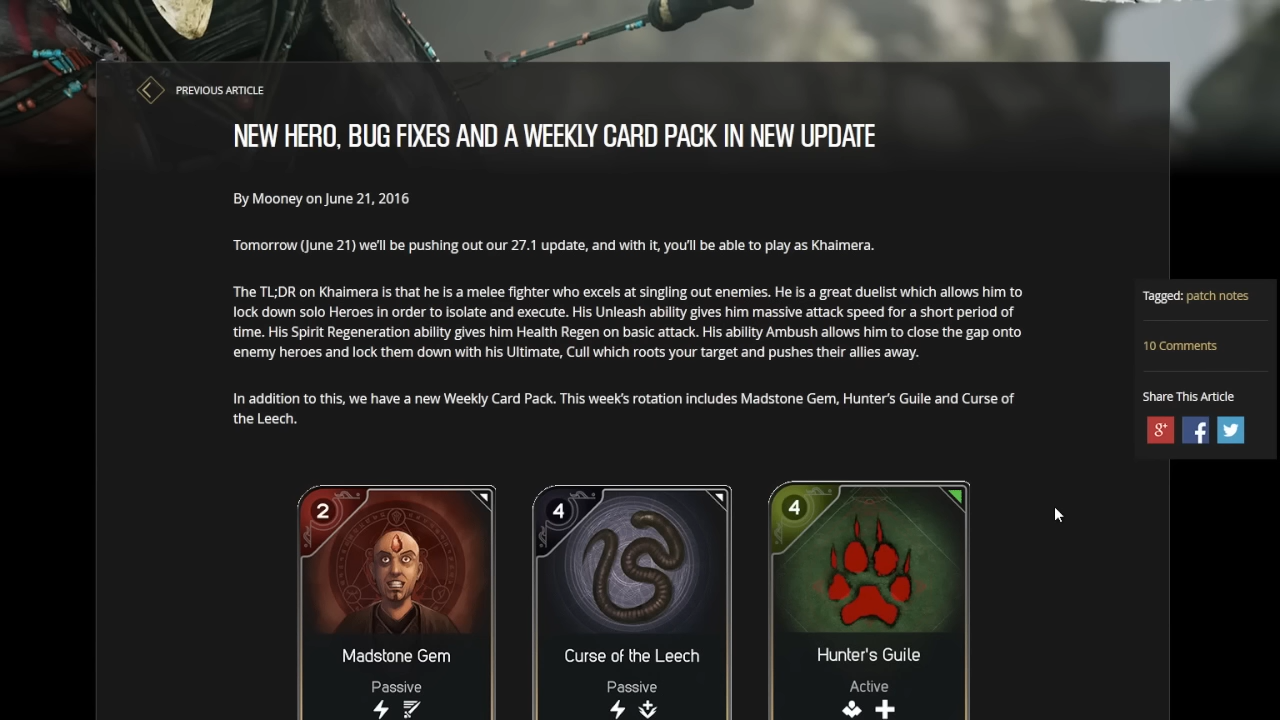 PREVIOUS ARTICLE
NEW HERO, BUG FIXES AND A WEEKLY CARD PACK IN NEW UPDATE
By Mooney on June 21, 2016
Tomorrow (June 21) we'll be pushing out our 27.1 update, and with it, you'll be able to play as Khaimera.
The TL;DR on Khaimera is that he is a melee fighter who excels at singling out enemies. He is a great duelist which allows him to
lock down solo Heroes in order to isolate and execute. His Unleash ability gives him massive attack speed for a short period of
time. His Spirit Regeneration ability gives him Health Regen on basic attack. His ability Ambush allows him to close the gap onto
enemy heroes and lock them down with his Ultimate, Cull which roots your target and pushes their allies away.
In addition to this, we have a new Weekly Card Pack. This week's rotation includes Madstone Gem, Hunter's Guile and Curse of
the Leech.
Tagged: patch notes
10 Comments
Share This Article
g+ f
2
Madstone Gem
Passive
4
Curse of the Leech
Passive
4
Hunter's Guile
Active